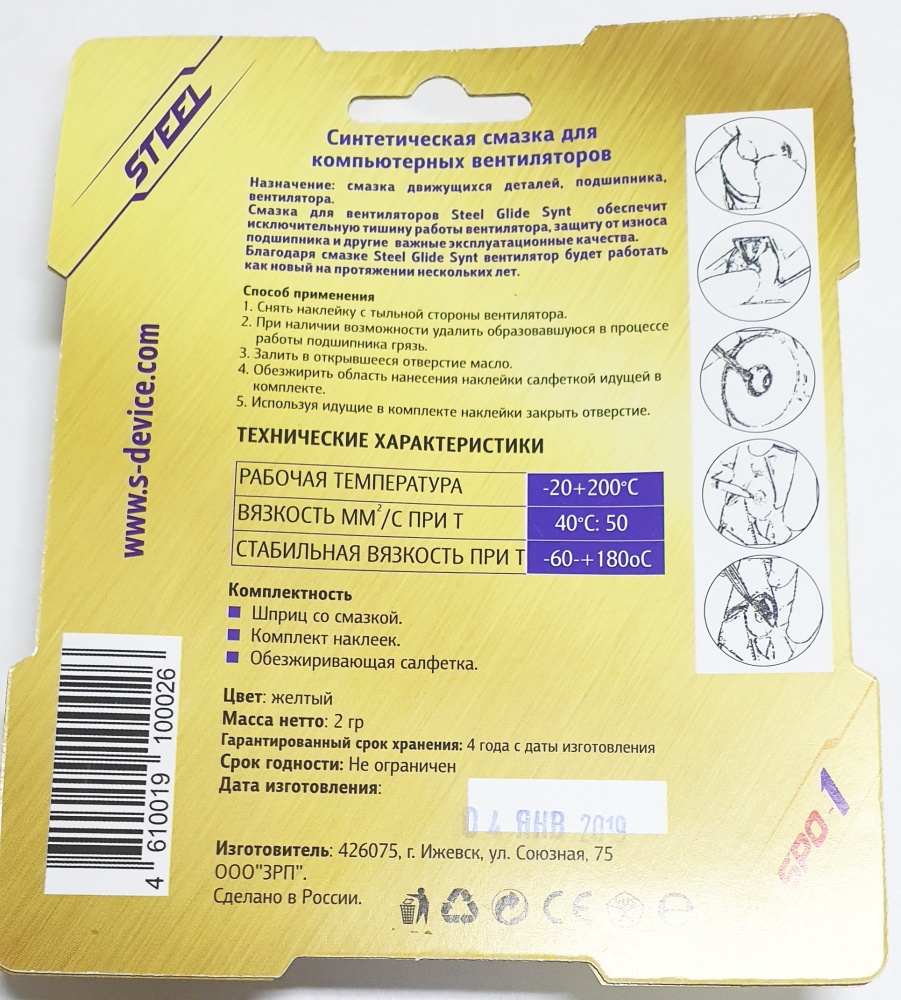 STEEL
Синтетическая смазка для
компьютерных вентиляторов
Назначение: смазка движущихся деталей, подшипника,
вентилятора.
Смазка для вентиляторов Steel Glide Synt обеспечит
исключительную тишину работы вентилятора, защиту от износа
подшипника и другие важные эксплуатационные качества.
Благодаря смазке Steel Glide Synt вентилятор будет работать
как новый на протяжении нескольких лет.
Способ применения
1. Снять наклейку с тыльной стороны вентилятора.
2. При наличии возможности удалить образовавшуюся в процессе
работы подшипника грязь.
3. Залить в открывшееся отверстие масло.
4. Обезжирить область нанесения наклейки салфеткой идущей в
комплекте.
5. Используя идущие в комплекте наклейки закрыть отверстие.
www.s-device.com
ТЕХНИЧЕСКИЕ ХАРАКТЕРИСТИКИ
РАБОЧАЯ ТЕМПЕРАТУРА -20+200°С
ВЯЗКОСТЬ ММ²/С ПРИ Т 40°С: 50
СТАБИЛЬНАЯ ВЯЗКОСТЬ ПРИ Т -60-+180оС
Комплектность
Шприц со смазкой.
Комплект наклеек.
Обезжиривающая салфетка.
Цвет: желтый
Масса нетто: 2 гр
Гарантированный срок хранения: 4 года с даты изготовления
Срок годности: Не ограничен
Дата изготовления:
04 ЯНВ 2019
4 610019 100026
SPO-1
Изготовитель: 426075, г. Ижевск, ул. Союзная, 75
ООО"ЗРП".
Сделано в России.
CE